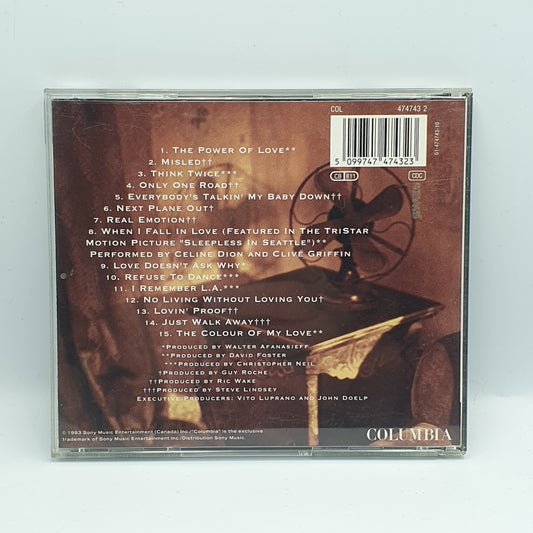 COL 474743 2
01-474743-10
5 099747 474323
CB 811
CDC
1. THE POWER OF LOVE**
2. MISLED††
3. THINK TWICE***
4. ONLY ONE ROAD††
5. EVERYBODY'S TALKIN' MY BABY DOWN††
6. NEXT PLANE OUT†
7. REAL EMOTION†
8. WHEN I FALL IN LOVE (FEATURED IN THE TRISTAR
MOTION PICTURE "SLEEPLESS IN SEATTLE")**
PERFORMED BY CELINE DION AND CLIVE GRIFFIN
9. LOVE DOESN'T ASK WHY*
10. REFUSE TO DANCE***
11. I REMEMBER L.A.***
12. NO LIVING WITHOUT LOVING YOU†
13. LOVIN' PROOF††
14. JUST WALK AWAY†††
15. THE COLOUR OF MY LOVE**
*PRODUCED BY WALTER AFANASIEFF
**PRODUCED BY DAVID FOSTER
***PRODUCED BY CHRISTOPHER NEIL
†PRODUCED BY GUY ROCHE
††PRODUCED BY RIC WAKE
†††PRODUCED BY STEVE LINDSEY
EXECUTIVE PRODUCERS: VITO LUPRANO AND JOHN DOELP
© 1993 Sony Music Entertainment (Canada) Inc./"Columbia" is the exclusive
trademark of Sony Music Entertainment Inc./Distribution Sony Music.
COLUMBIA